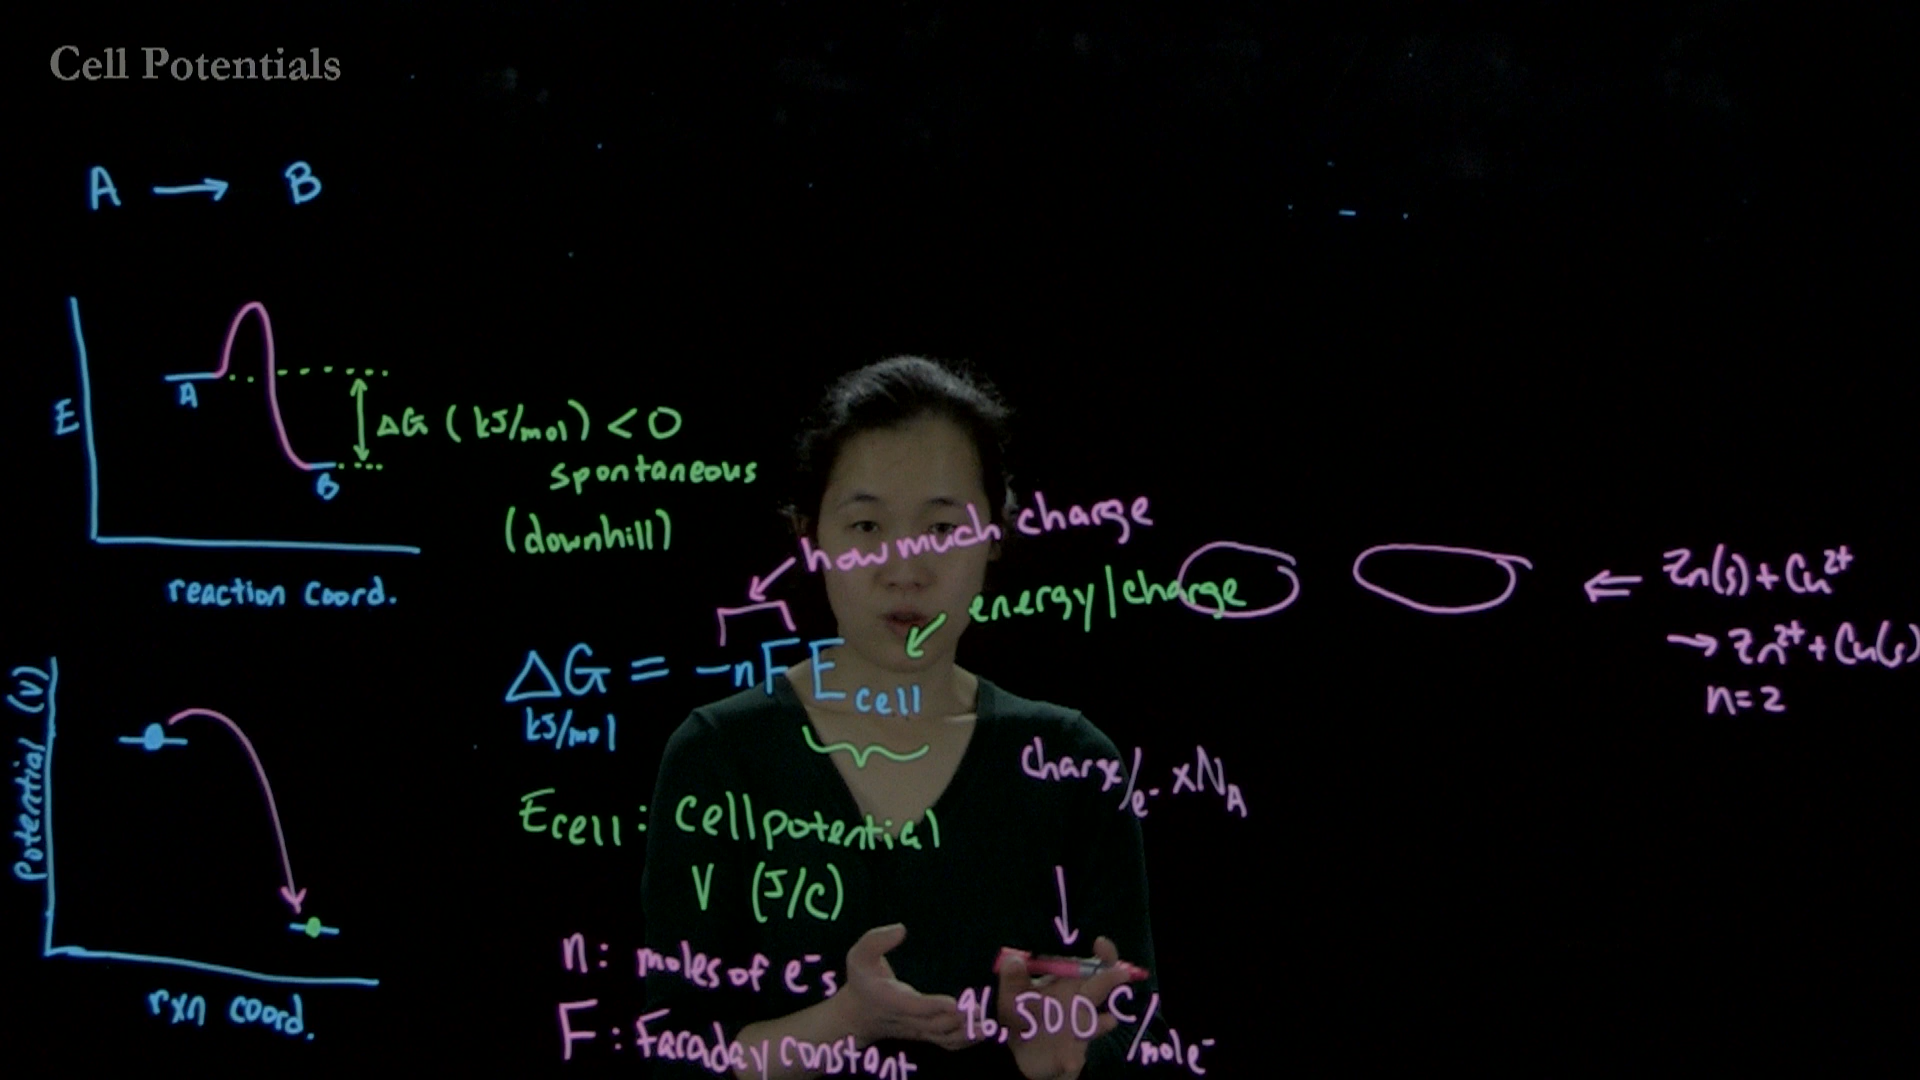 Cell Potentials
A → B
E
A
B
ΔG (kJ/mol) < 0
spontaneous
(downhill)
reaction coord.
how much charge
energy/charge
ΔG = -nFEcell
kJ/mol
⇐ Zn(s) + Cu²⁺
→ Zn²⁺ + Cu(s)
n=2
Potential (V)
rxn coord.
charge/e⁻ x N_A
Ecell : cell potential
V (J/C)
n : moles of e⁻s
F : Faraday constant
96,500 C/mole⁻